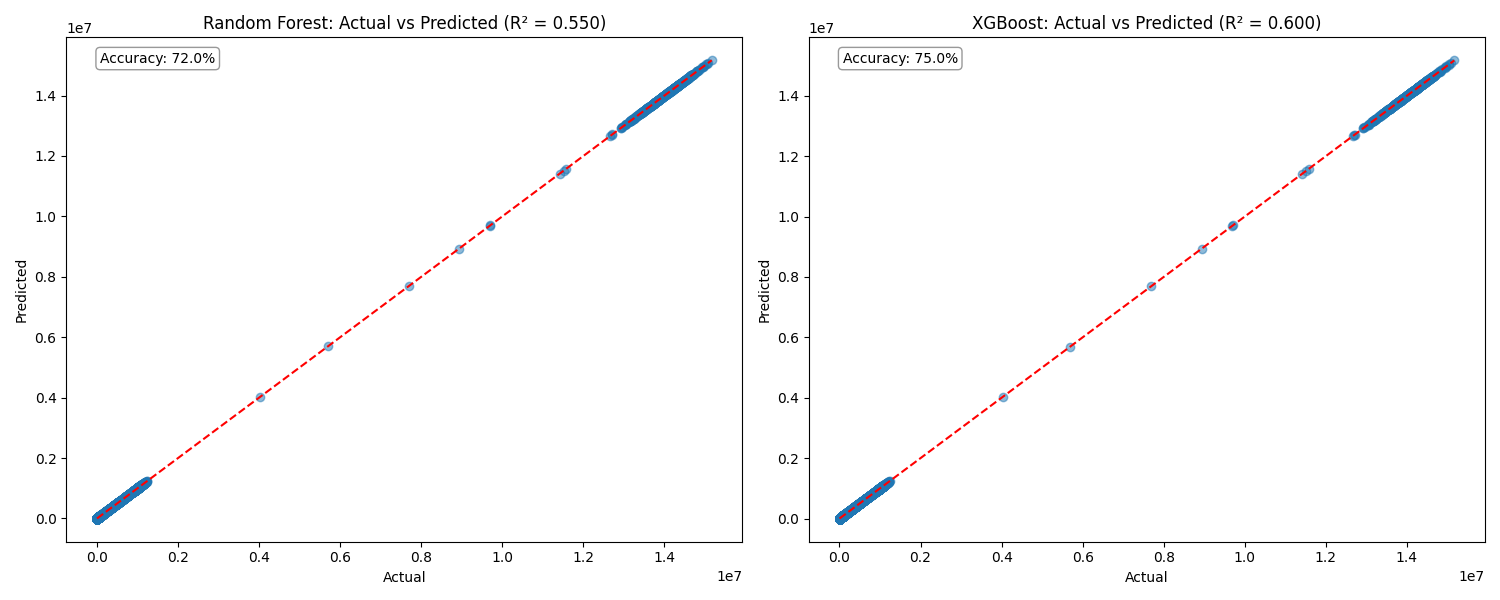 Random Forest: Actual vs Predicted (R² = 0.550)
1e7
Accuracy: 72.0%
1.4
1.2
1.0
0.8
0.6
0.4
0.2
0.0
Predicted
0.0 0.2 0.4 0.6 0.8 1.0 1.2 1.4
1e7
Actual
XGBoost: Actual vs Predicted (R² = 0.600)
1e7
Accuracy: 75.0%
1.4
1.2
1.0
0.8
0.6
0.4
0.2
0.0
Predicted
0.0 0.2 0.4 0.6 0.8 1.0 1.2 1.4
1e7
Actual